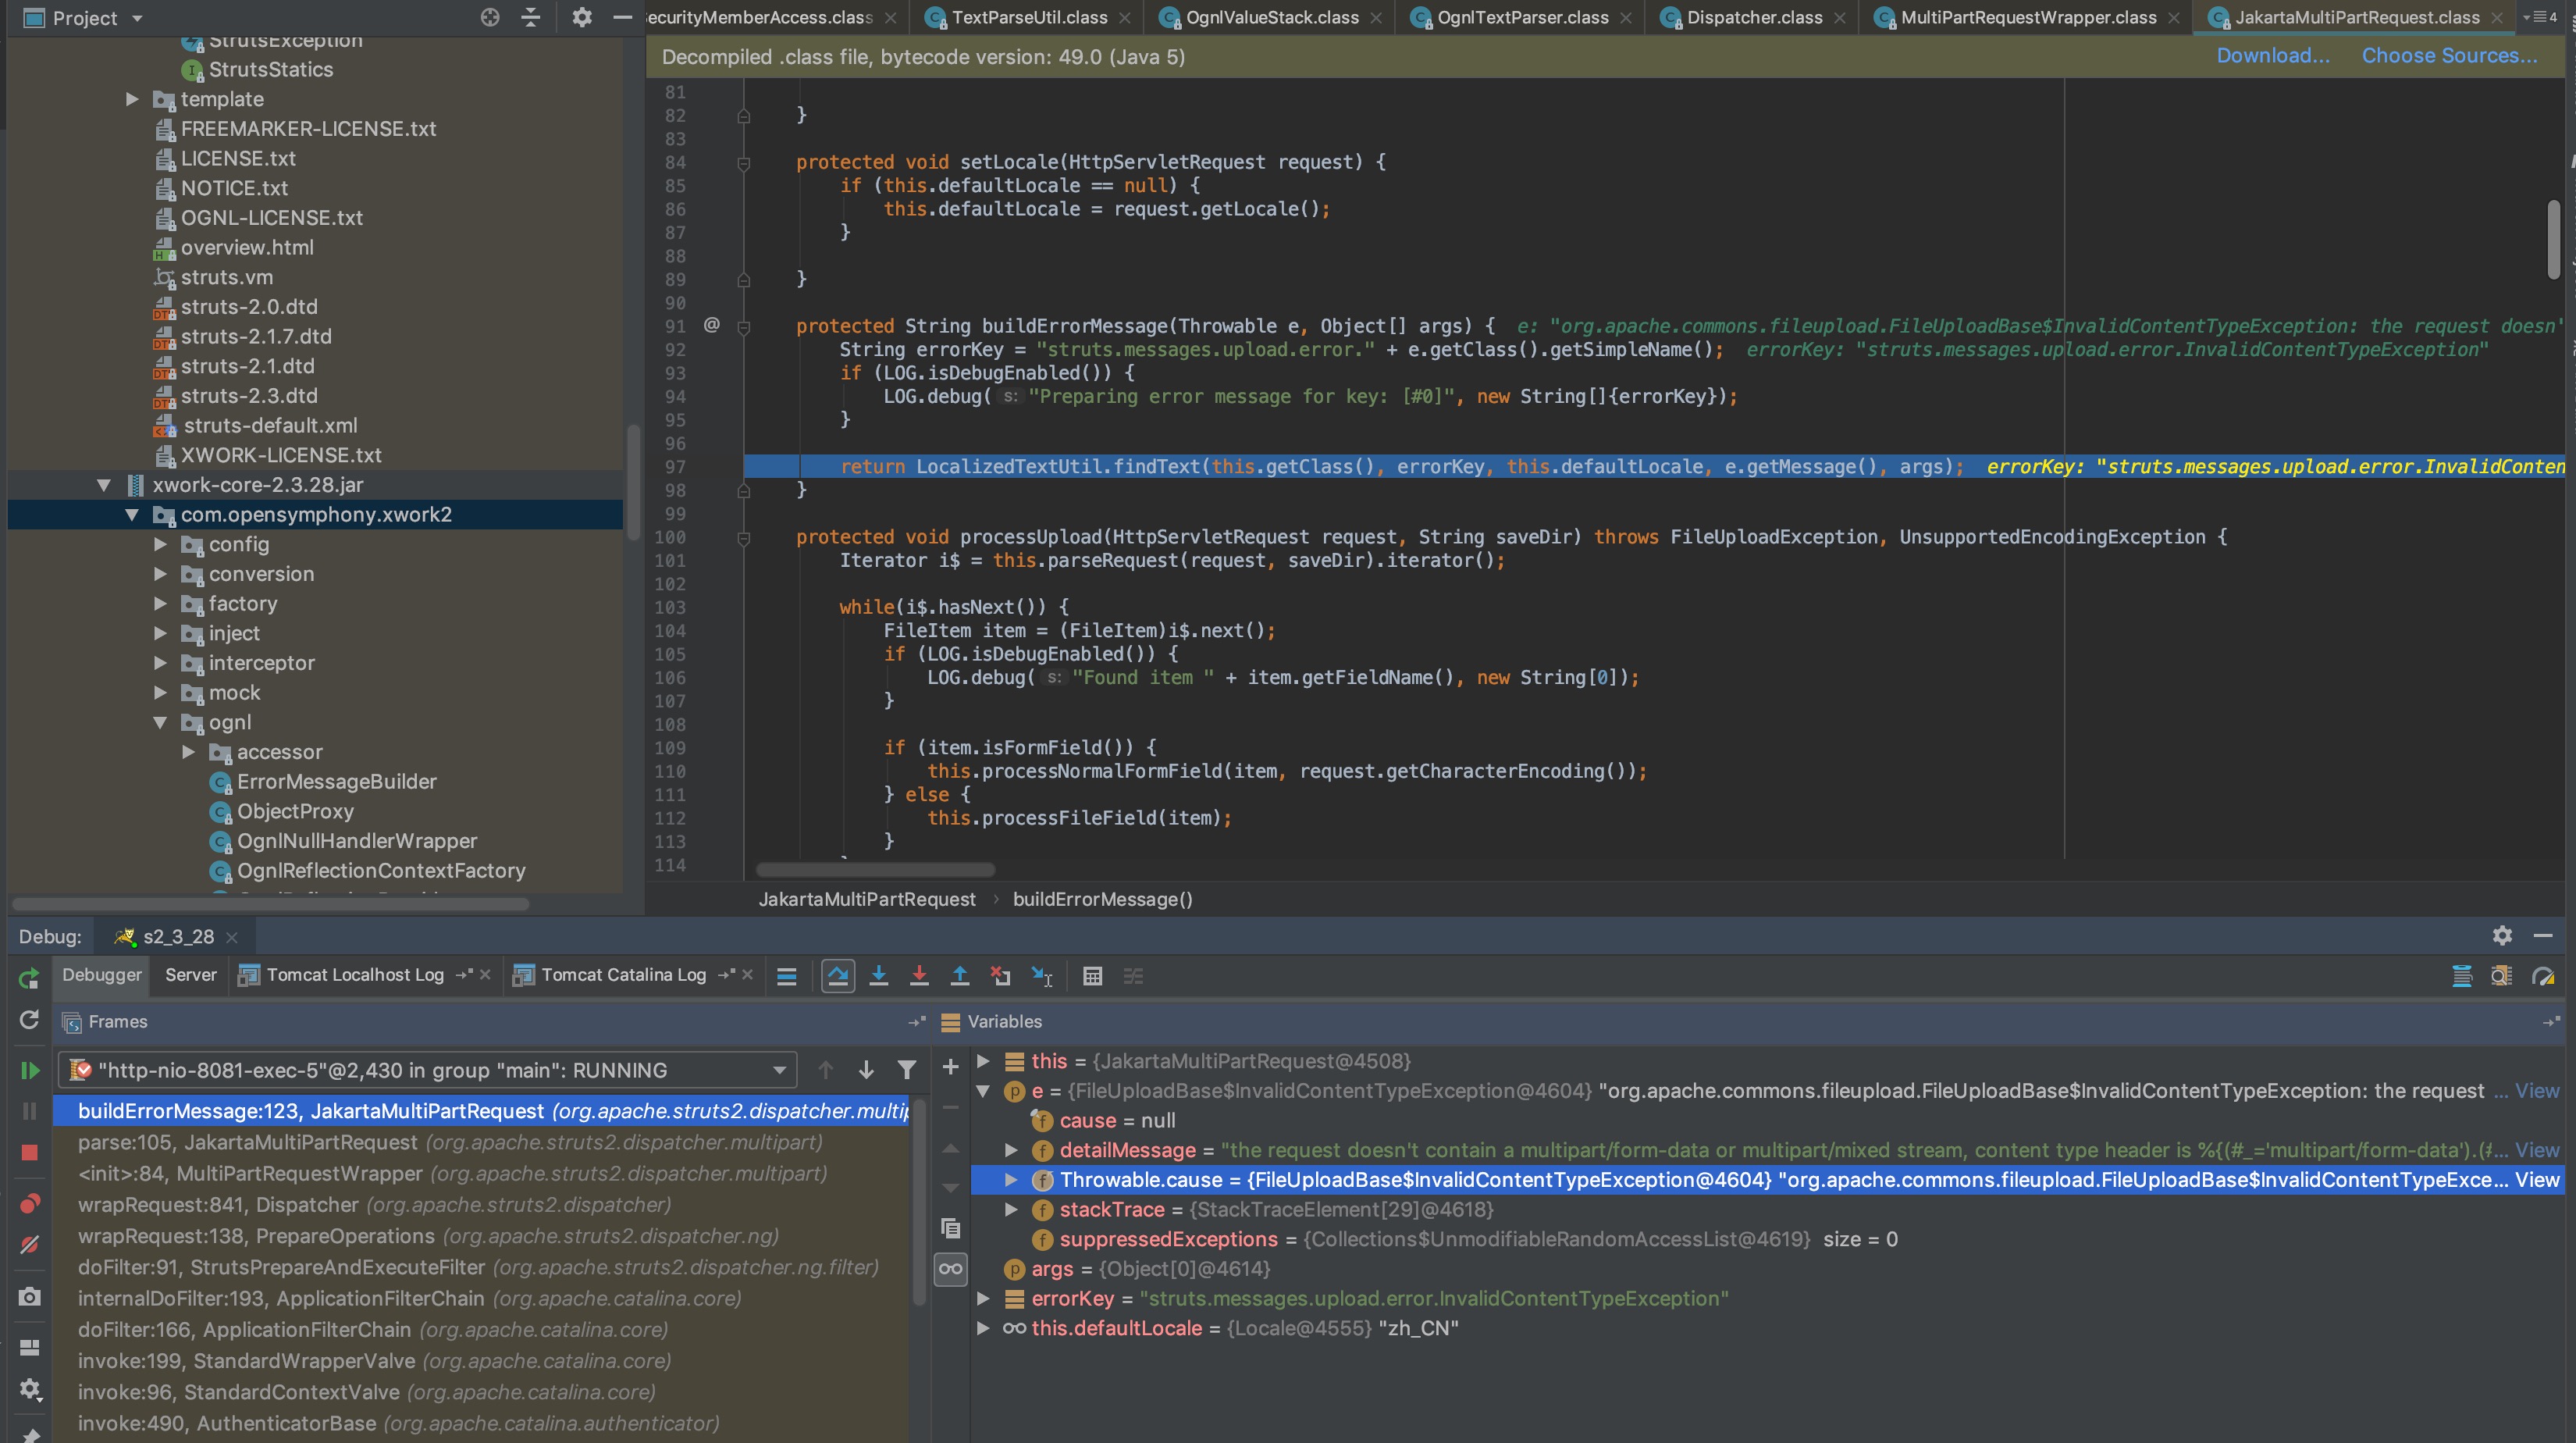 Project
StrutsException
StrutsStatics
template
FREEMARKER-LICENSE.txt
LICENSE.txt
NOTICE.txt
OGNL-LICENSE.txt
overview.html
struts.vm
struts-2.0.dtd
struts-2.1.7.dtd
struts-2.1.dtd
struts-2.3.dtd
struts-default.xml
XWORK-LICENSE.txt
xwork-core-2.3.28.jar
com.opensymphony.xwork2
config
conversion
factory
inject
interceptor
mock
ognl
accessor
ErrorMessageBuilder
ObjectProxy
OgnlNullHandlerWrapper
OgnlReflectionContextFactory
ecurityMemberAccess.class TextParseUtil.class OgnlValueStack.class OgnlTextParser.class Dispatcher.class MultiPartRequestWrapper.class JakartaMultiPartRequest.class 4
Decompiled .class file, bytecode version: 49.0 (Java 5) Download... Choose Sources...
81
82 }
83
84 protected void setLocale(HttpServletRequest request) {
85 if (this.defaultLocale == null) {
86 this.defaultLocale = request.getLocale();
87 }
88
89 }
90
91 @ protected String buildErrorMessage(Throwable e, Object[] args) { e: "org.apache.commons.fileupload.FileUploadBase$InvalidContentTypeException: the request doesn'
92 String errorKey = "struts.messages.upload.error." + e.getClass().getSimpleName(); errorKey: "struts.messages.upload.error.InvalidContentTypeException"
93 if (LOG.isDebugEnabled()) {
94 LOG.debug( s: "Preparing error message for key: [#0]", new String[]{errorKey});
95 }
96
97 return LocalizedTextUtil.findText(this.getClass(), errorKey, this.defaultLocale, e.getMessage(), args); errorKey: "struts.messages.upload.error.InvalidConten
98 }
99
100 protected void processUpload(HttpServletRequest request, String saveDir) throws FileUploadException, UnsupportedEncodingException {
101 Iterator i$ = this.parseRequest(request, saveDir).iterator();
102
103 while(i$.hasNext()) {
104 FileItem item = (FileItem)i$.next();
105 if (LOG.isDebugEnabled()) {
106 LOG.debug( s: "Found item " + item.getFieldName(), new String[0]);
107 }
108
109 if (item.isFormField()) {
110 this.processNormalFormField(item, request.getCharacterEncoding());
111 } else {
112 this.processFileField(item);
113 }
114
JakartaMultiPartRequest › buildErrorMessage()
Debug: s2_3_28
Debugger Server Tomcat Localhost Log Tomcat Catalina Log
Frames
"http-nio-8081-exec-5"@2,430 in group "main": RUNNING
buildErrorMessage:123, JakartaMultiPartRequest (org.apache.struts2.dispatcher.multip
parse:105, JakartaMultiPartRequest (org.apache.struts2.dispatcher.multipart)
<init>:84, MultiPartRequestWrapper (org.apache.struts2.dispatcher.multipart)
wrapRequest:841, Dispatcher (org.apache.struts2.dispatcher)
wrapRequest:138, PrepareOperations (org.apache.struts2.dispatcher.ng)
doFilter:91, StrutsPrepareAndExecuteFilter (org.apache.struts2.dispatcher.ng.filter)
internalDoFilter:193, ApplicationFilterChain (org.apache.catalina.core)
doFilter:166, ApplicationFilterChain (org.apache.catalina.core)
invoke:199, StandardWrapperValve (org.apache.catalina.core)
invoke:96, StandardContextValve (org.apache.catalina.core)
invoke:490, AuthenticatorBase (org.apache.catalina.authenticator)
Variables
this = {JakartaMultiPartRequest@4508}
e = {FileUploadBase$InvalidContentTypeException@4604} "org.apache.commons.fileupload.FileUploadBase$InvalidContentTypeException: the request ... View
cause = null
detailMessage = "the request doesn't contain a multipart/form-data or multipart/mixed stream, content type header is %{(#_='multipart/form-data').(#... View
Throwable.cause = {FileUploadBase$InvalidContentTypeException@4604} "org.apache.commons.fileupload.FileUploadBase$InvalidContentTypeExce... View
stackTrace = {StackTraceElement[29]@4618}
suppressedExceptions = {Collections$UnmodifiableRandomAccessList@4619} size = 0
args = {Object[0]@4614}
errorKey = "struts.messages.upload.error.InvalidContentTypeException"
this.defaultLocale = {Locale@4555} "zh_CN"